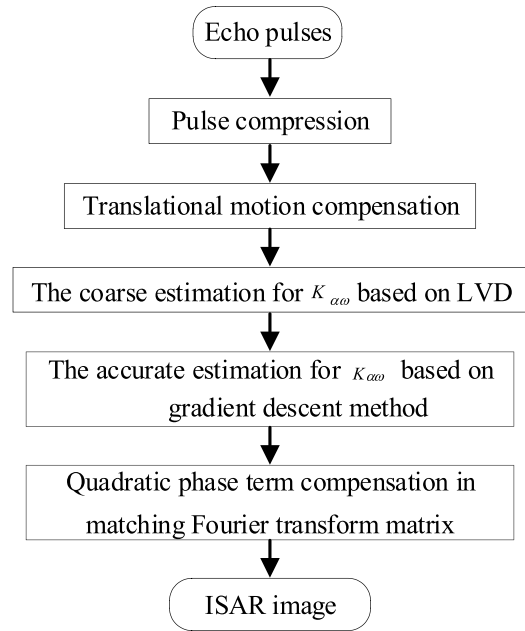 Echo pulses
Pulse compression
Translational motion compensation
The coarse estimation for K αω based on LVD
The accurate estimation for Kαω based on
gradient descent method
Quadratic phase term compensation in
matching Fourier transform matrix
ISAR image